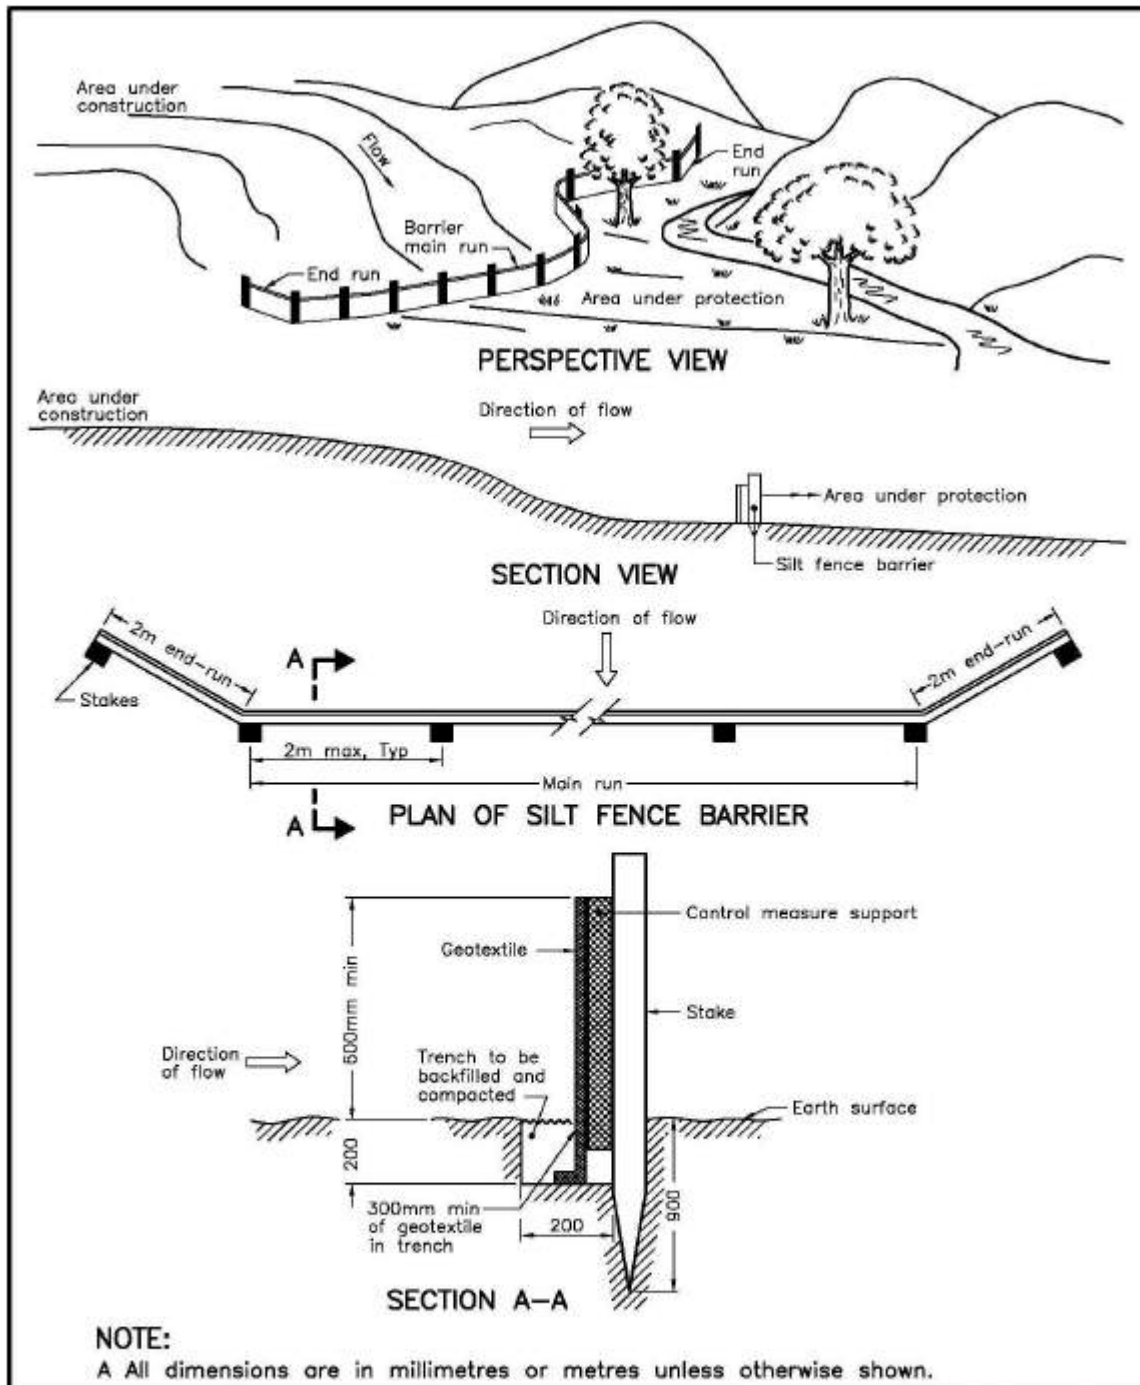 Area under
construction
Flow
End
run
Barrier
main run
End run
Area under protection
PERSPECTIVE VIEW
Area under
construction
Direction of flow
Area under protection
Silt fence barrier
SECTION VIEW
Direction of flow
2m end-run
2m end-run
A
Stakes
2m max, Typ
Main run
A
PLAN OF SILT FENCE BARRIER
Control measure support
Geotextile
600mm min
Stake
Direction
of flow
Trench to be
backfilled and
compacted
Earth surface
200
300mm min
of geotextile
in trench
200
900
SECTION A-A
NOTE:
A All dimensions are in millimetres or metres unless otherwise shown.